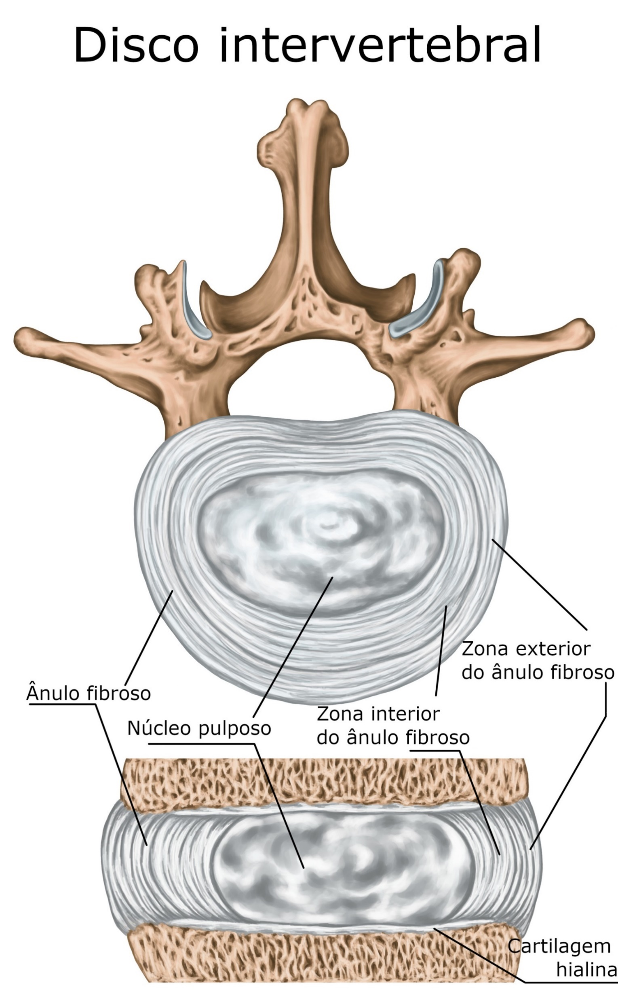 Disco intervertebral
Zona exterior
do ânulo fibroso
Ânulo fibroso
Núcleo pulposo
Zona interior
do ânulo fibroso
Cartilagem
hialina